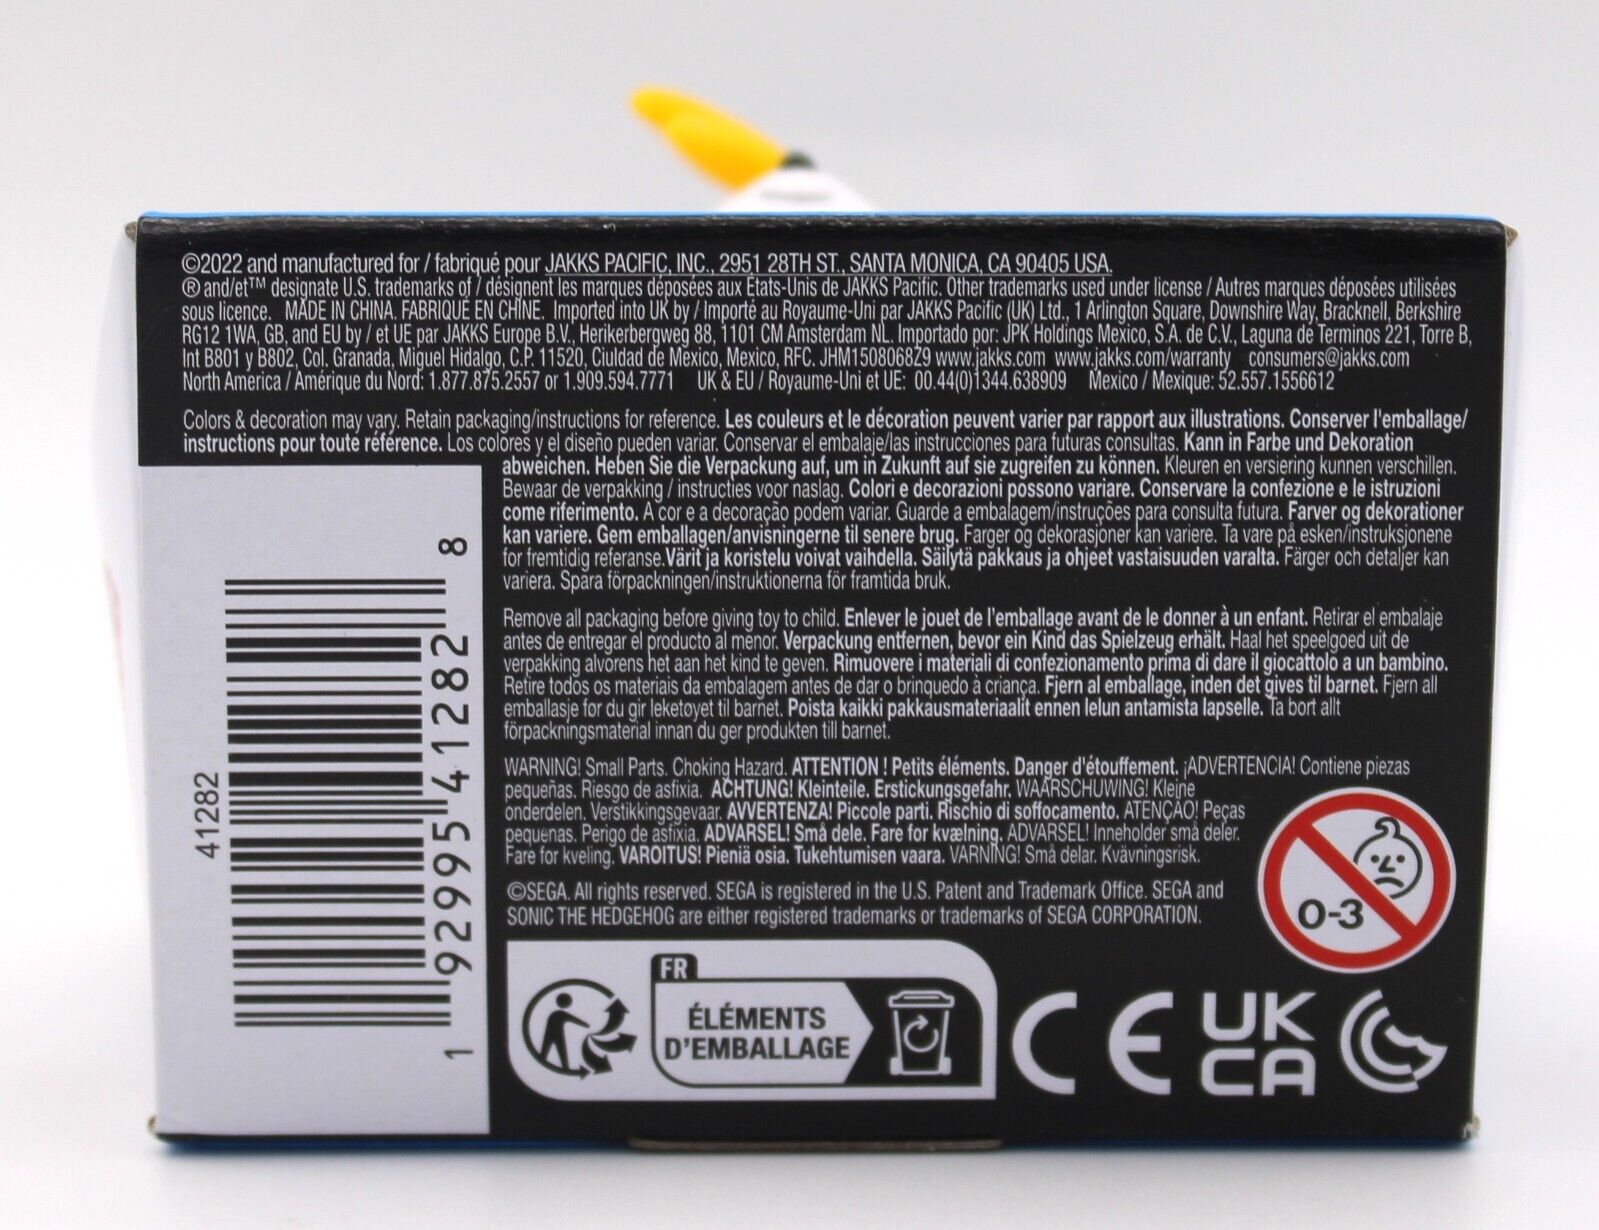 ©2022 and manufactured for / fabriqué pour JAKKS PACIFIC, INC., 2951 28TH ST., SANTA MONICA, CA 90405 USA.
® and/et™ designate U.S. trademarks of / désignent les marques déposées aux États-Unis de JAKKS Pacific. Other trademarks used under license / Autres marques déposées utilisées
sous licence. MADE IN CHINA. FABRIQUÉ EN CHINE. Imported into UK by / Importé au Royaume-Uni par JAKKS Pacific (UK) Ltd., 1 Arlington Square, Downshire Way, Bracknell, Berkshire
RG12 1WA, GB, and EU by / et UE par JAKKS Europe B.V., Herikerbergweg 88, 1101 CM Amsterdam NL. Importado por: JPK Holdings Mexico, S.A. de C.V., Laguna de Terminos 221, Torre B,
Int B801 y B802, Col. Granada, Miguel Hidalgo, C.P. 11520, Ciuldad de Mexico, Mexico, RFC. JHM1508068Z9 www.jakks.com www.jakks.com/warranty consumers@jakks.com
North America / Amérique du Nord: 1.877.875.2557 or 1.909.594.7771 UK & EU / Royaume-Uni et UE: 00.44(0)1344.638909 Mexico / Mexique: 52.557.1556612
Colors & decoration may vary. Retain packaging/instructions for reference. Les couleurs et le décoration peuvent varier par rapport aux illustrations. Conserver l'emballage/
instructions pour toute référence. Los colores y el diseño pueden variar. Conservar el embalaje/las instrucciones para futuras consultas. Kann in Farbe und Dekoration
abweichen. Heben Sie die Verpackung auf, um in Zukunft auf sie zugreifen zu können. Kleuren en versiering kunnen verschillen.
Bewaar de verpakking / instructies voor naslag. Colori e decorazioni possono variare. Conservare la confezione e le istruzioni
come riferimento. A cor e a decoração podem variar. Guarde a embalagem/instruções para consulta futura. Farver og dekorationer
kan variere. Gem emballagen/anvisningerne til senere brug. Farger og dekorasjoner kan variere. Ta vare på esken/instruksjonene
for fremtidig referanse. Värit ja koristelu voivat vaihdella. Säilytä pakkaus ja ohjeet vastaisuuden varalta. Färger och detaljer kan
variera. Spara förpackningen/instruktionerna för framtida bruk.
Remove all packaging before giving toy to child. Enlever le jouet de l'emballage avant de le donner à un enfant. Retirar el embalaje
antes de entregar el producto al menor. Verpackung entfernen, bevor ein Kind das Spielzeug erhält. Haal het speelgoed uit de
verpakking alvorens het aan het kind te geven. Rimuovere i materiali di confezionamento prima di dare il giocattolo a un bambino.
Retire todos os materiais da embalagem antes de dar o brinquedo à criança. Fjern al emballage, inden det gives til barnet. Fjern all
emballasje før du gir leketoyet til barnet. Poista kaikki pakkausmateriaalit ennen lelun antamista lapselle. Ta bort allt
förpackningsmaterial innan du ger produkten till barnet.
WARNING! Small Parts. Choking Hazard. ATTENTION ! Petits éléments. Danger d'étouffement. ¡ADVERTENCIA! Contiene piezas
pequeñas. Riesgo de asfixia. ACHTUNG! Kleinteile. Erstickungsgefahr. WAARSCHUWING! Kleine
onderdelen. Verstikkingsgevaar. AVVERTENZA! Piccole parti. Rischio di soffocamento. ATENÇÃO! Peças
pequenas. Perigo de asfixia. ADVARSEL! Små dele. Fare for kvælning. ADVARSEL! Inneholder små deler.
Fare for kveling. VAROITUS! Pieniä osia. Tukehtumisen vaara. VARNING! Små delar. Kvävningsrisk.
©SEGA. All rights reserved. SEGA is registered in the U.S. Patent and Trademark Office. SEGA and
SONIC THE HEDGEHOG are either registered trademarks or trademarks of SEGA CORPORATION.
41282
1 92995 41282 8
0-3
FR
ÉLÉMENTS
D'EMBALLAGE
CE
UK
CA